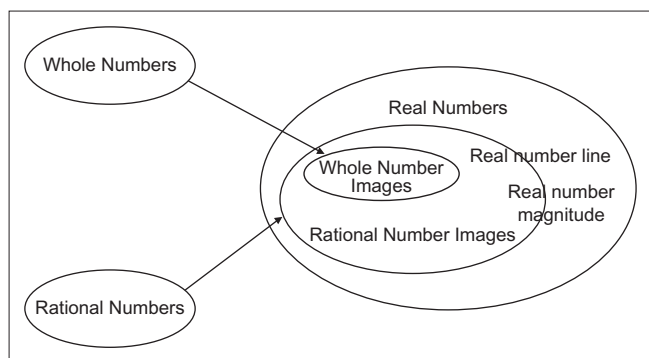 Whole Numbers
Real Numbers
Real number line
Whole Number
Images
Real number
magnitude
Rational Number Images
Rational Numbers